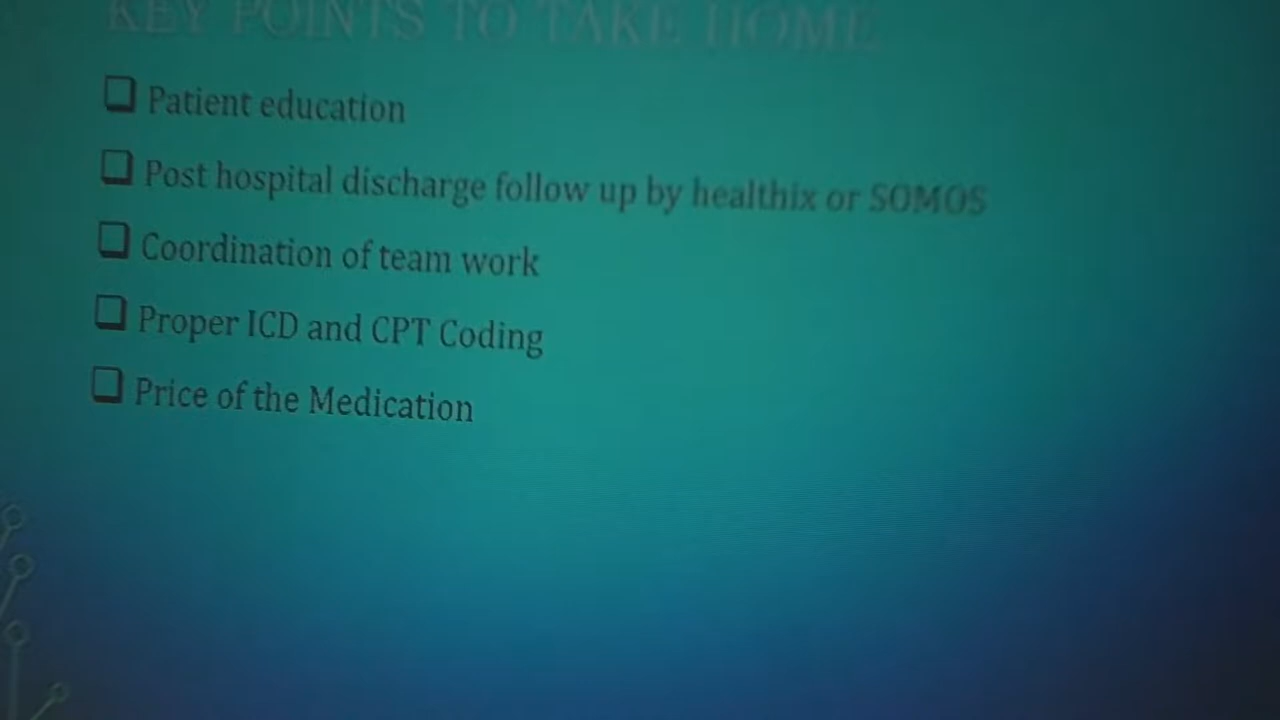 KEY POINTS TO TAKE HOME
Patient education
Post hospital discharge follow up by healthix or SOMOS
Coordination of team work
Proper ICD and CPT Coding
Price of the Medication